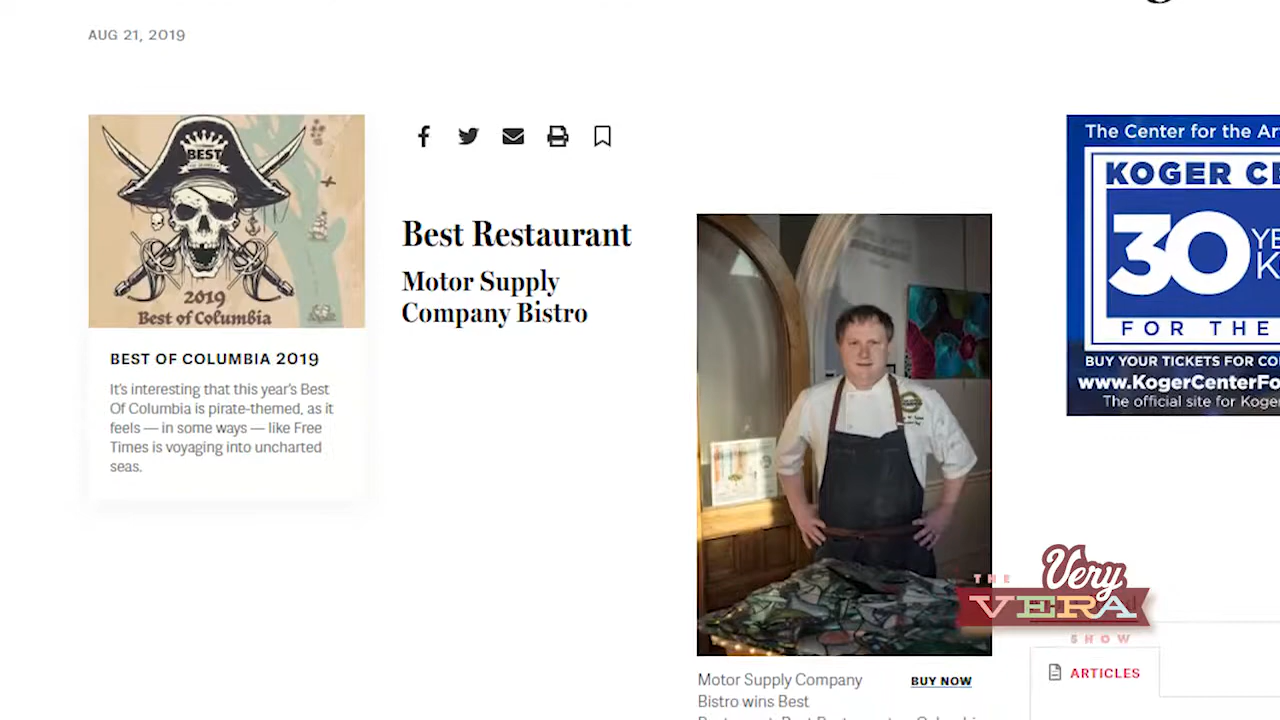 AUG 21, 2019
BEST
2019
Best of Columbia
BEST OF COLUMBIA 2019
It's interesting that this year's Best
Of Columbia is pirate-themed, as it
feels — in some ways — like Free
Times is voyaging into uncharted
seas.
Best Restaurant
Motor Supply
Company Bistro
Motor Supply Company
Bistro wins Best
BUY NOW
The Center for the Ar
KOGER CE
30 YE
K
FOR THE
BUY YOUR TICKETS FOR CO
www.KogerCenterFo
The official site for Koger
THE
Very
VERA
SHOW
ARTICLES